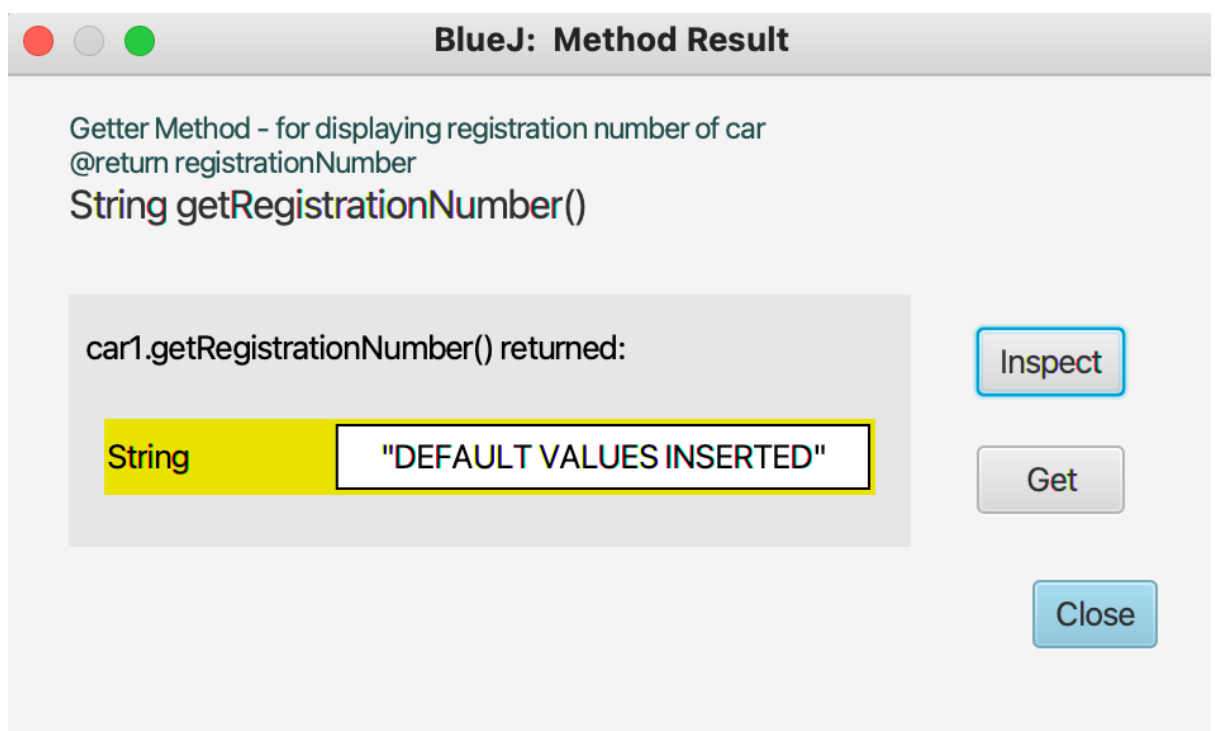 BlueJ: Method Result
Getter Method - for displaying registration number of car
@return registrationNumber
String getRegistrationNumber()
car1.getRegistrationNumber() returned:
Inspect
String "DEFAULT VALUES INSERTED"
Get
Close